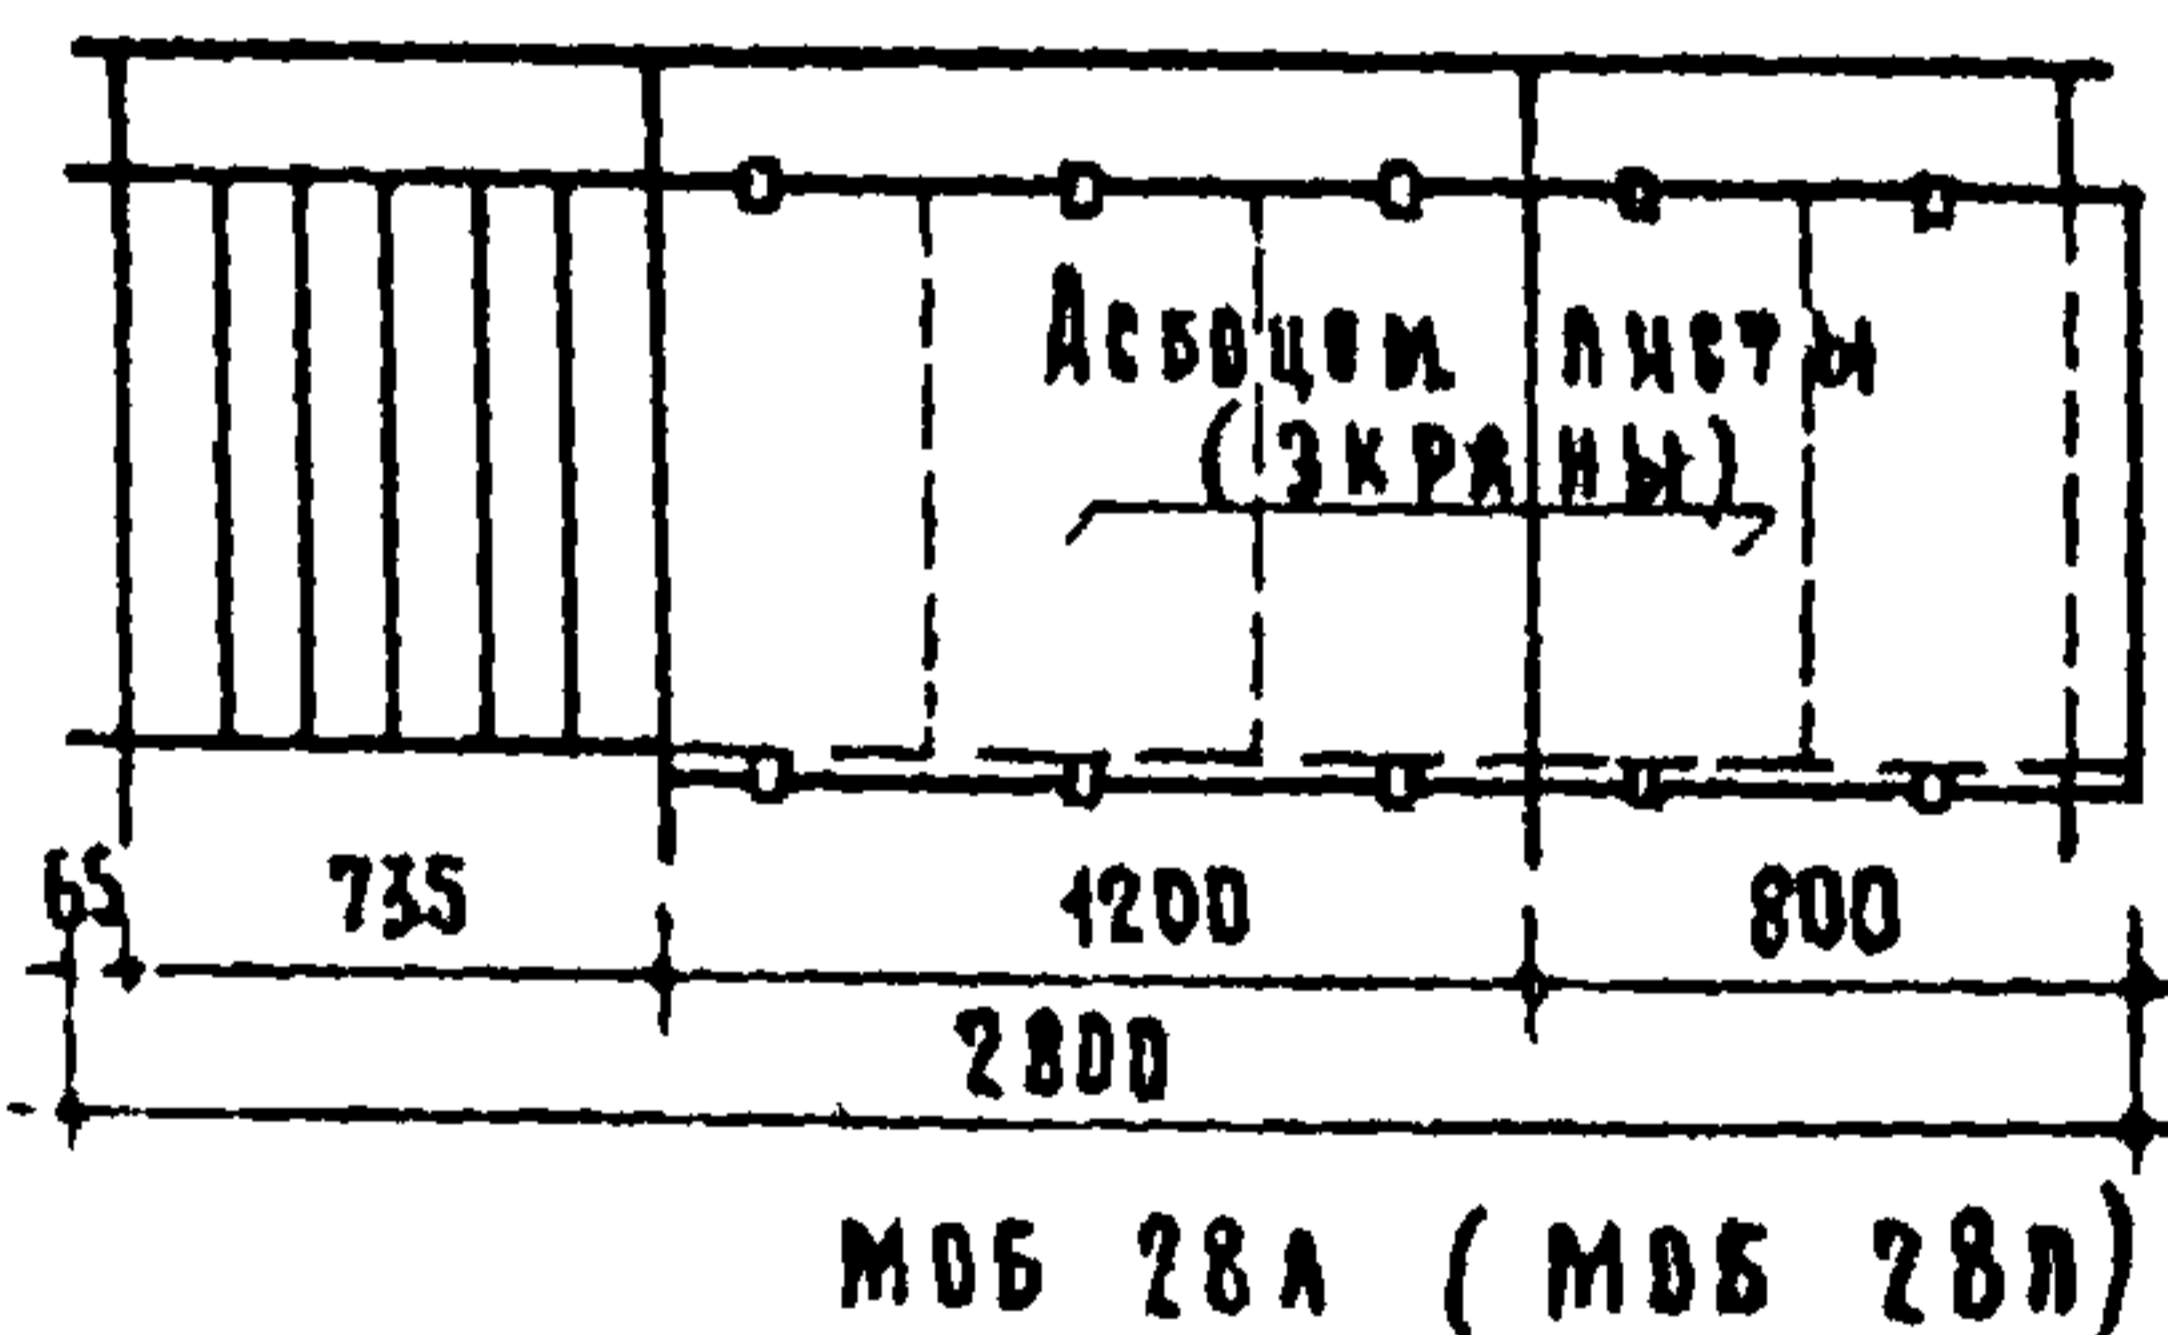 Асбоцем листы
(экраны)
65 735 1200 800
2800
МОБ 28Л (МОБ 28П)